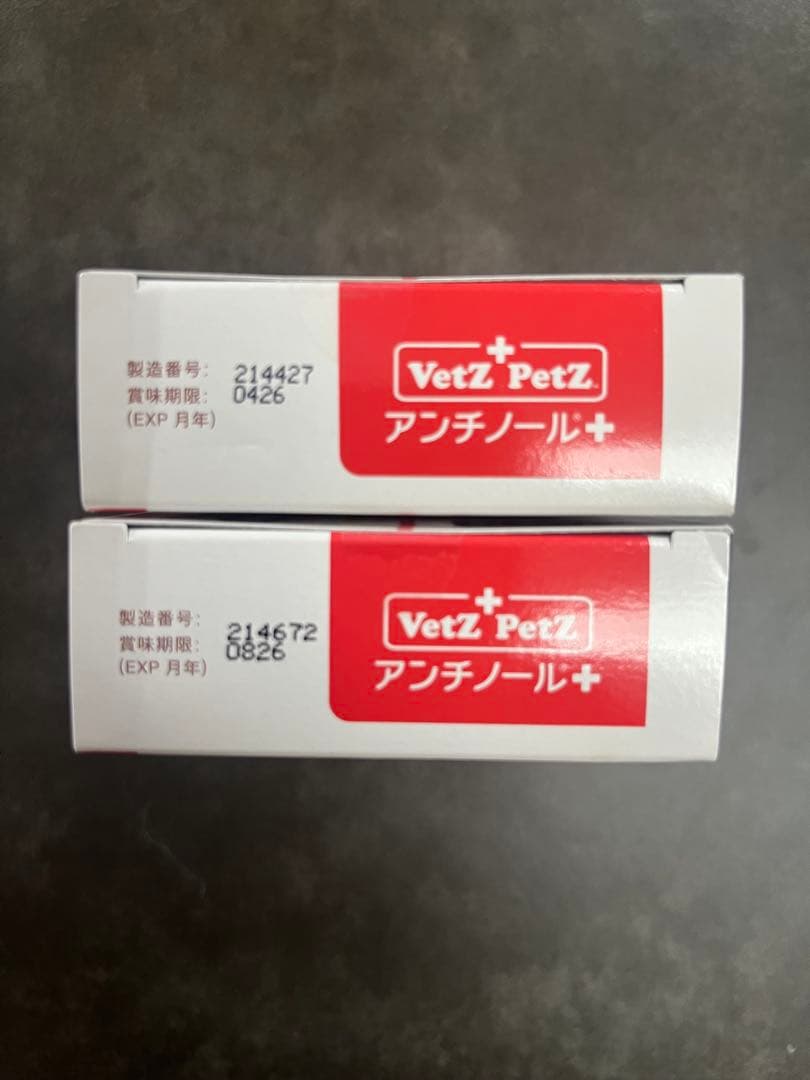 製造番号: 214427
賞味期限: 0426
(EXP 月年)
VetZ PetZ™
アンチノール®+
製造番号: 214672
賞味期限: 0826
(EXP 月年)
VetZ PetZ
アンチノール®+